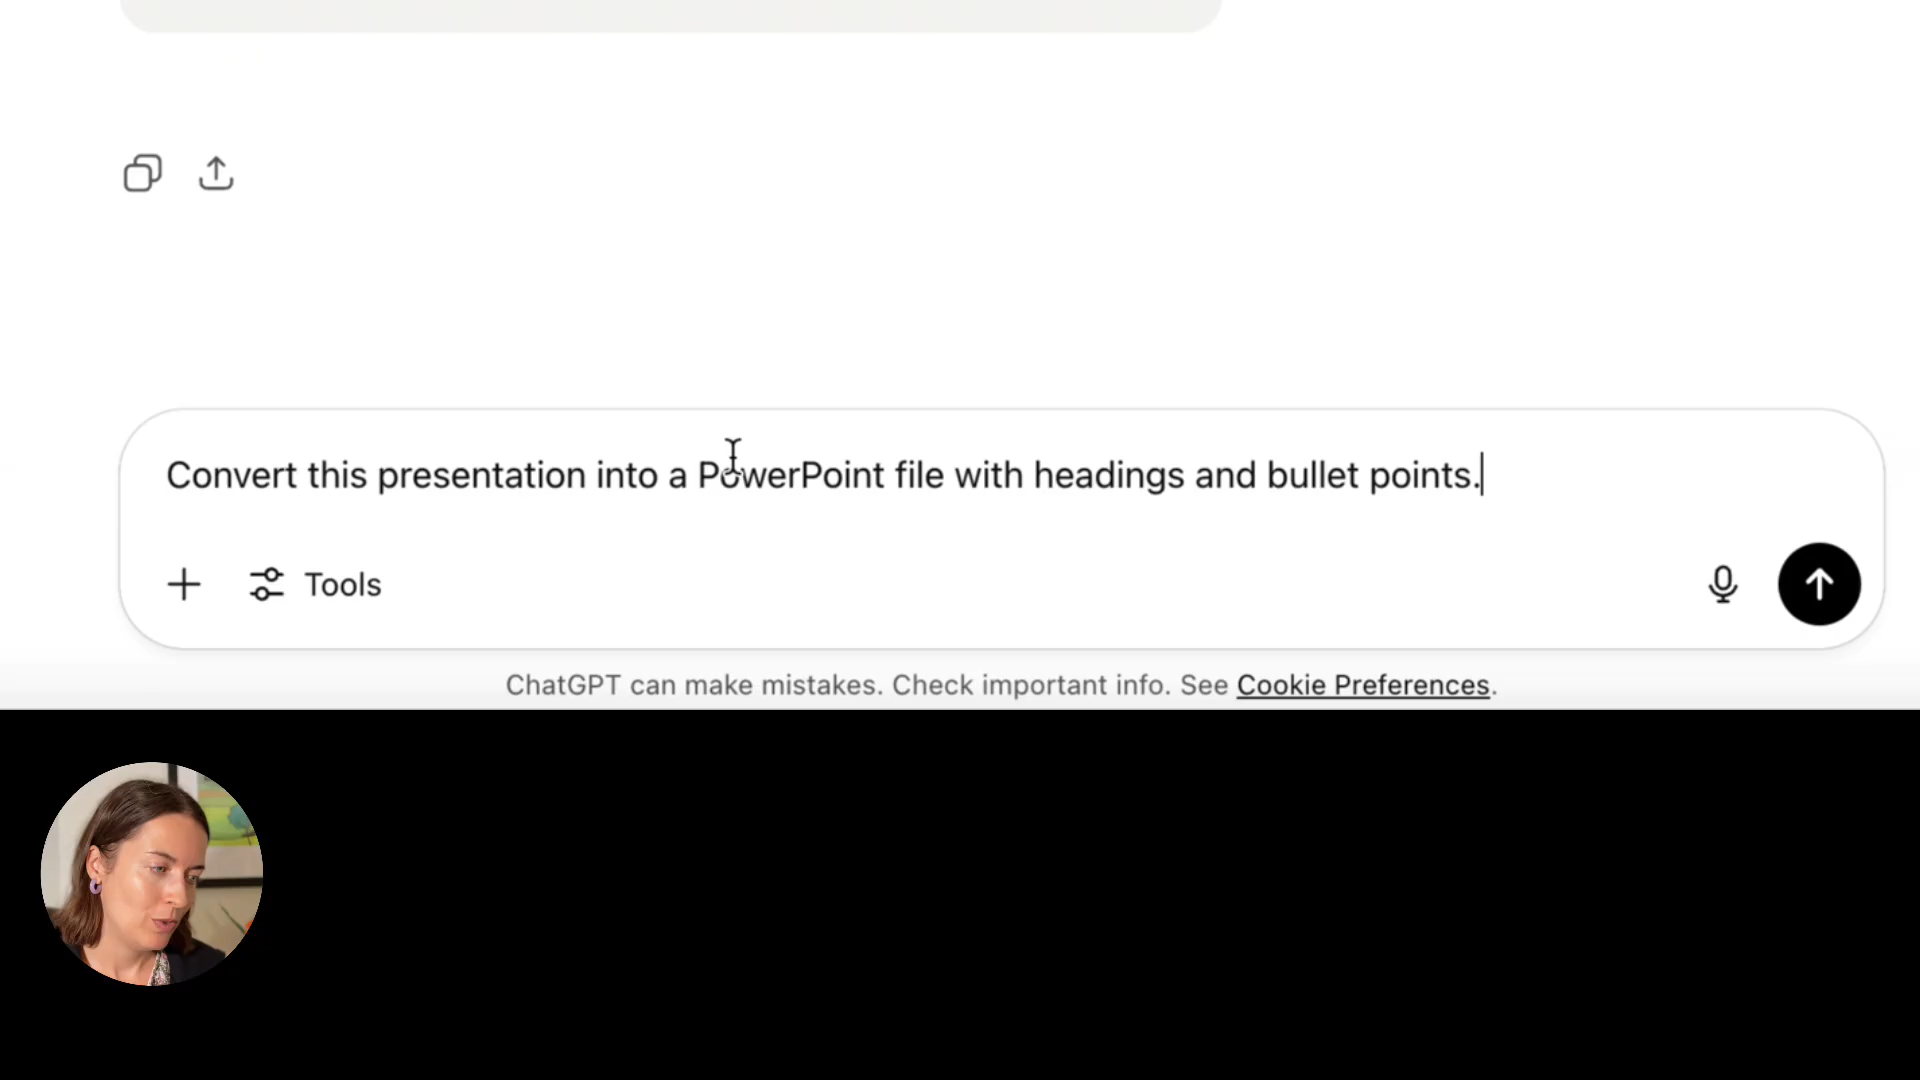 Convert this presentation into a PowerPoint file with headings and bullet points.
Tools
ChatGPT can make mistakes. Check important info. See Cookie Preferences.